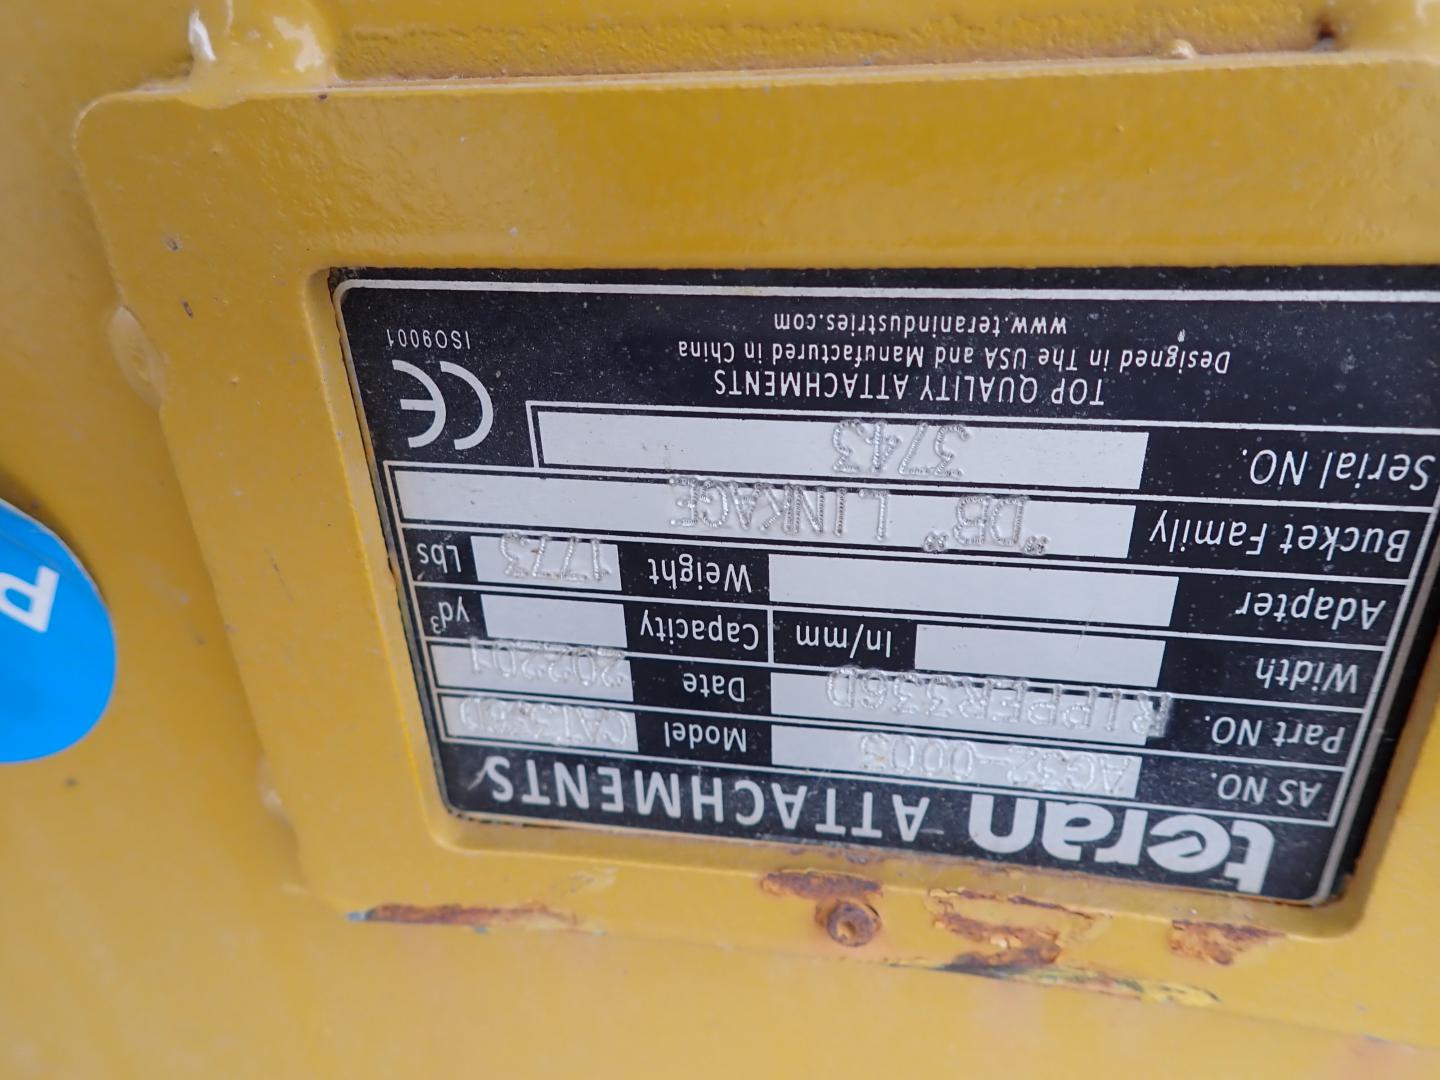 teran ATTACHMENTS
AS NO. AG32-0003 Model CAT336D
Part NO. RIPPER336D Date 202201
Width In/mm Capacity yd³
Adapter Weight 1773 Lbs
Bucket Family "DB" LINKAGE
Serial NO. 3743
TOP QUALITY ATTACHMENTS
Designed in The USA and Manufactured in China
www.teranindustries.com
CE
ISO9001
P